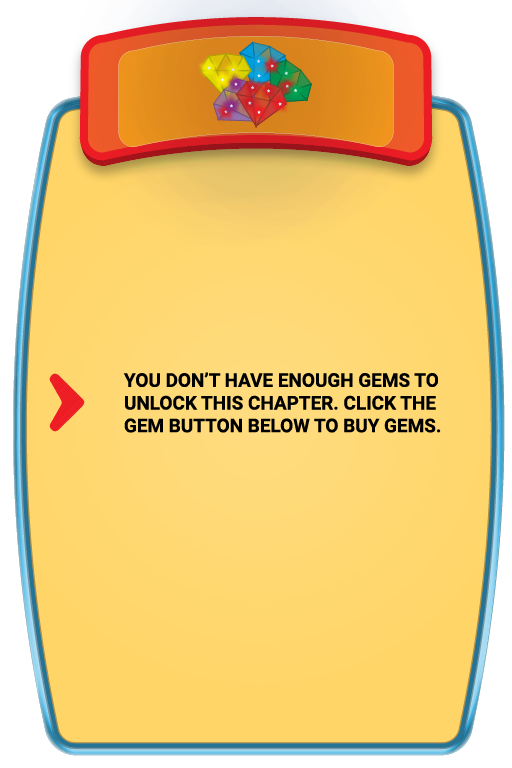 YOU DON’T HAVE ENOUGH GEMS TO
UNLOCK THIS CHAPTER. CLICK THE
GEM BUTTON BELOW TO BUY GEMS.